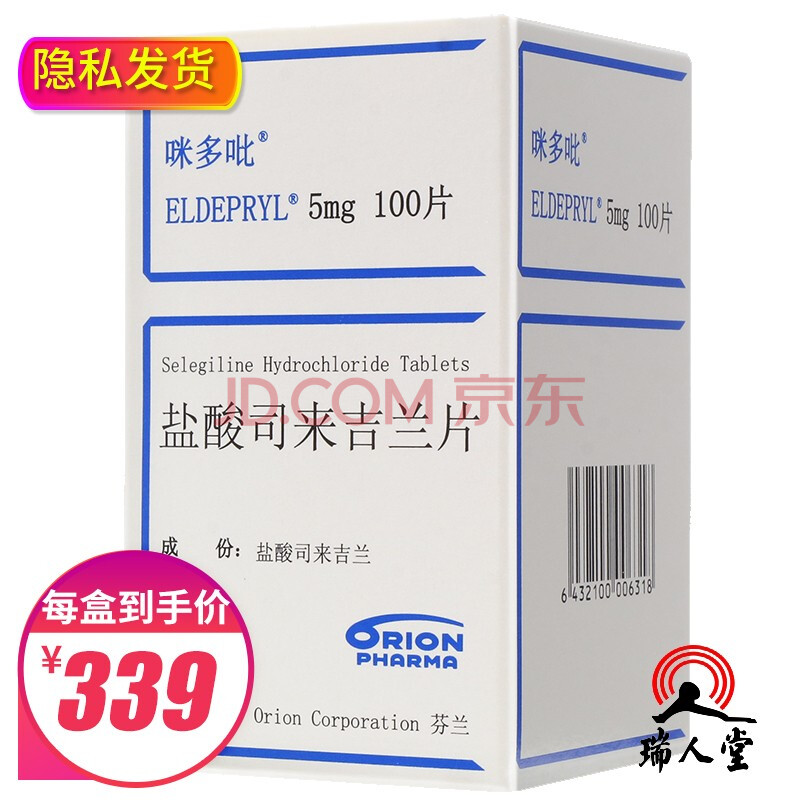 隐私发货
咪多吡®
ELDEPRYL® 5mg 100片
咪多吡®
ELDEPRYL® 5mg 100片
Selegiline Hydrochloride Tablets
JD.COM 京东
盐酸司来吉兰片
成 份：盐酸司来吉兰
6 432100 006318
每盒到手价
¥339
ORION
PHARMA
Orion Corporation 芬兰
瑞人堂